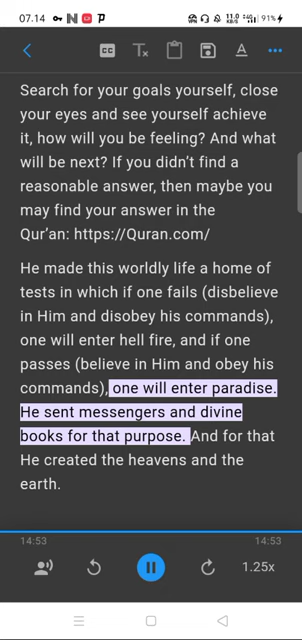 07.14
11.0 KB/S
91%
CC
Search for your goals yourself, close
your eyes and see yourself achieve
it, how will you be feeling? And what
will be next? If you didn't find a
reasonable answer, then maybe you
may find your answer in the
Qur'an: https://Quran.com/
He made this worldly life a home of
tests in which if one fails (disbelieve
in Him and disobey his commands),
one will enter hell fire, and if one
passes (believe in Him and obey his
commands), one will enter paradise.
He sent messengers and divine
books for that purpose. And for that
He created the heavens and the
earth.
14:53 14:53
1.25x